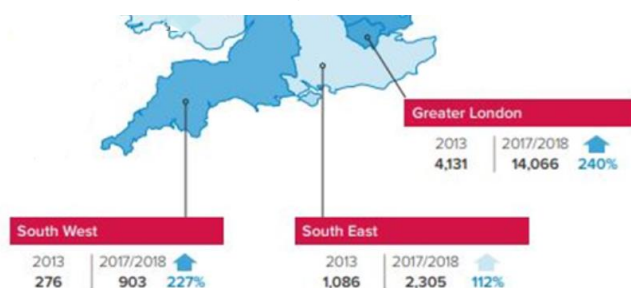 Greater London
2013 2017/2018
4,131 14,066 240%
South West
2013 2017/2018
276 903 227%
South East
2013 2017/2018
1,086 2,305 112%